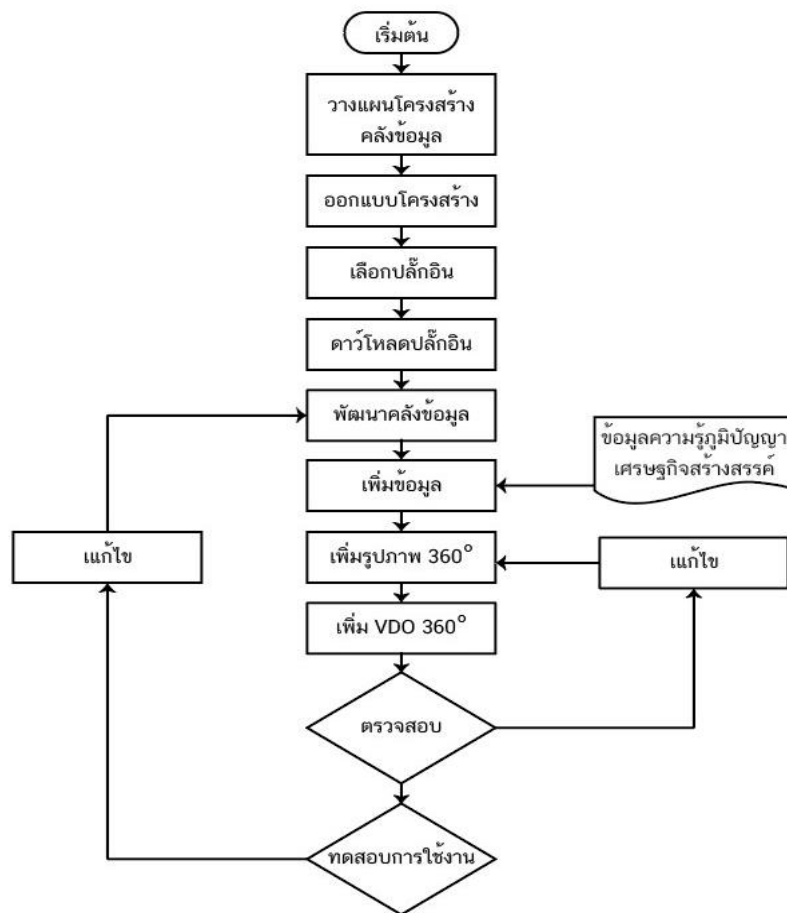 เริ่มต้น
วางแผนโครงสร้าง
คลังข้อมูล
ออกแบบโครงสร้าง
เลือกปลั๊กอิน
ดาว์โหลดปลั๊กอิน
พัฒนาคลังข้อมูล
ข้อมูลความรู้ภูมิปัญญา
เศรษฐกิจสร้างสรรค์
เพิ่มข้อมูล
แก้ไข
เพิ่มรูปภาพ 360°
แก้ไข
เพิ่ม VDO 360°
ตรวจสอบ
ทดสอบการใช้งาน